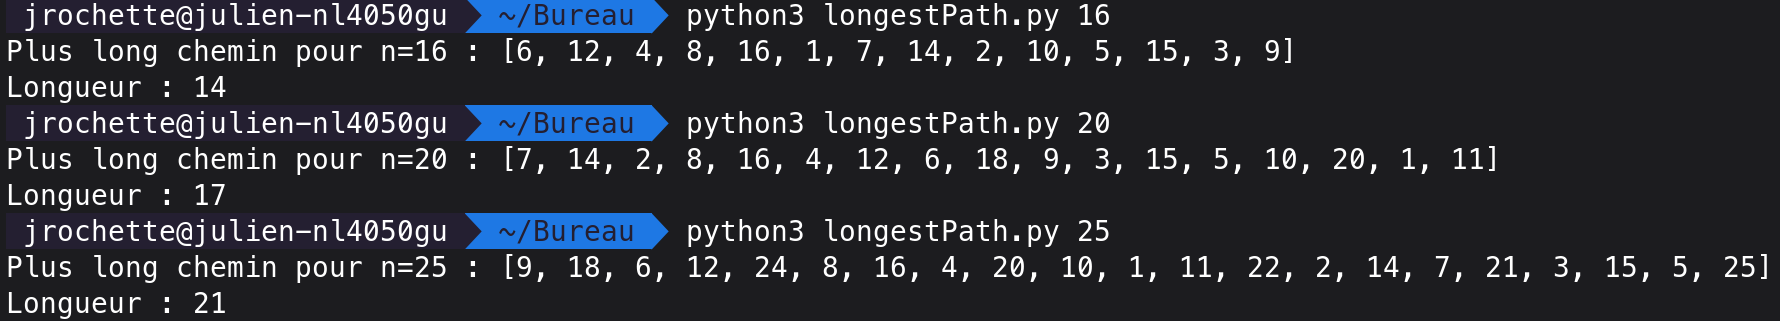 jrochette@julien-nl4050gu ~/Bureau python3 longestPath.py 16
Plus long chemin pour n=16 : [6, 12, 4, 8, 16, 1, 7, 14, 2, 10, 5, 15, 3, 9]
Longueur : 14
jrochette@julien-nl4050gu ~/Bureau python3 longestPath.py 20
Plus long chemin pour n=20 : [7, 14, 2, 8, 16, 4, 12, 6, 18, 9, 3, 15, 5, 10, 20, 1, 11]
Longueur : 17
jrochette@julien-nl4050gu ~/Bureau python3 longestPath.py 25
Plus long chemin pour n=25 : [9, 18, 6, 12, 24, 8, 16, 4, 20, 10, 1, 11, 22, 2, 14, 7, 21, 3, 15, 5, 25]
Longueur : 21